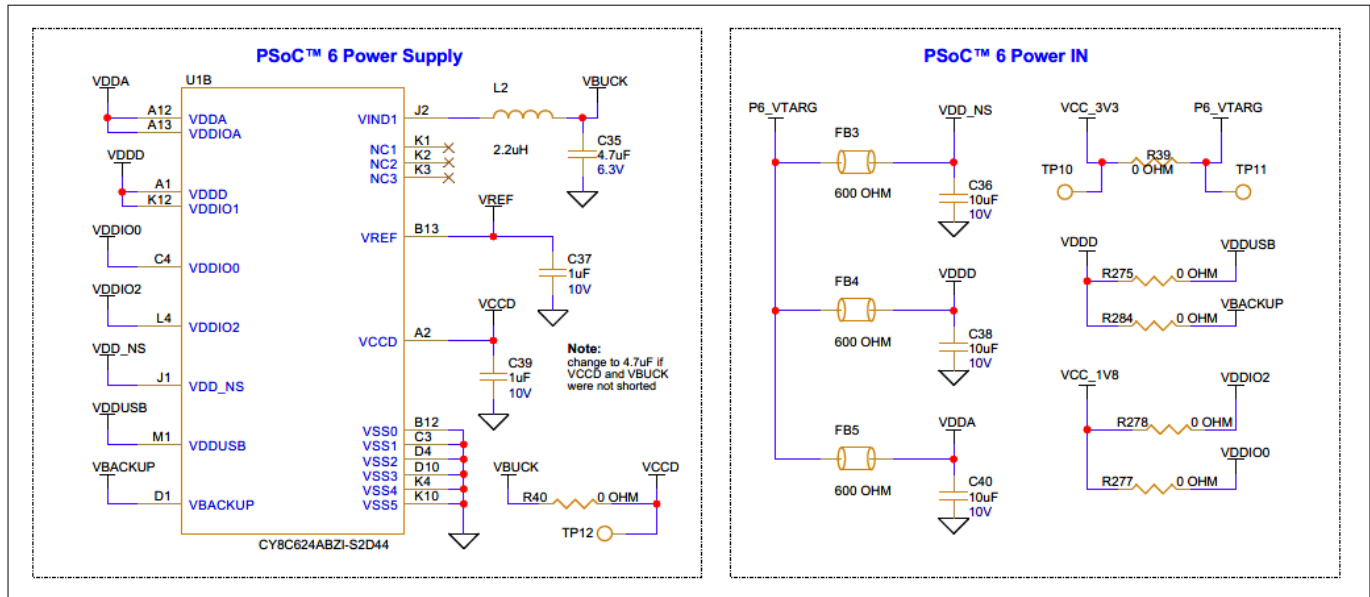 PSoC™ 6 Power Supply
U1B
VDDA
A12
VDDA
A13
VDDIOA
VDDD
A1
VDDD
K12
VDDIO1
VDDIO0
C4
VDDIO0
VDDIO2
L4
VDDIO2
VDD_NS
J1
VDD_NS
VDDUSB
M1
VDDUSB
VBACKUP
D1
VBACKUP
VIND1
J2
L2
2.2uH
VBUCK
C35
4.7uF
6.3V
NC1
K1
NC2
K2
NC3
K3
VREF
VREF
B13
C37
1uF
10V
VCCD
VCCD
A2
C39
1uF
10V
Note:
change to 4.7uF if
VCCD and VBUCK
were not shorted
VSS0
B12
VSS1
C3
VSS2
D4
VSS3
D10
VSS4
K4
VSS5
K10
VBUCK
VCCD
R40
0 OHM
TP12
CY8C624ABZI-S2D44
PSoC™ 6 Power IN
P6_VTARG
VDD_NS
FB3
600 OHM
C36
10uF
10V
VDDD
FB4
600 OHM
C38
10uF
10V
VDDA
FB5
600 OHM
C40
10uF
10V
VCC_3V3
P6_VTARG
R39
0 OHM
TP10
TP11
VDDD
VDDUSB
R275
0 OHM
VBACKUP
R284
0 OHM
VCC_1V8
VDDIO2
R278
0 OHM
VDDIO0
R277
0 OHM